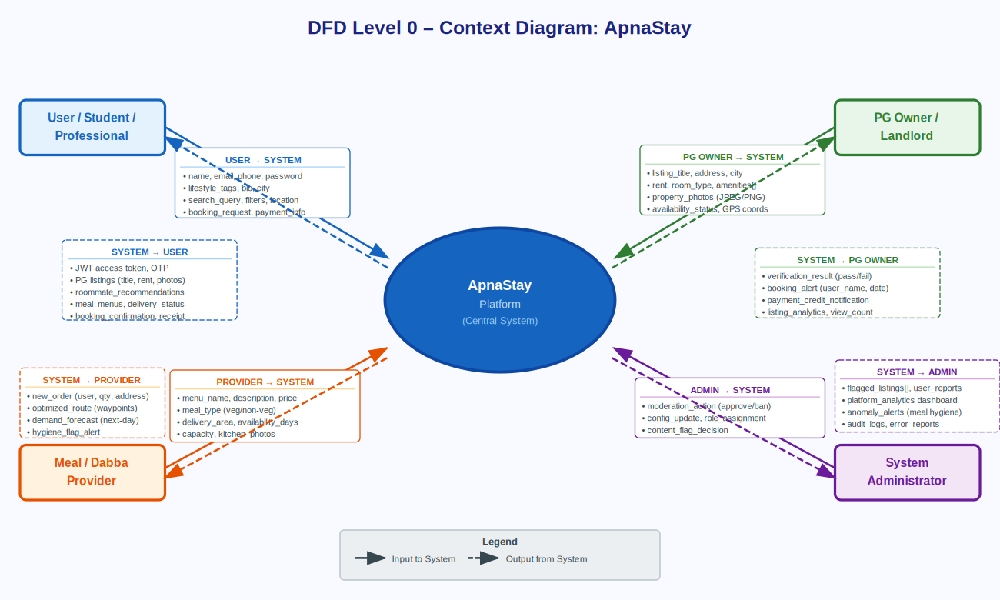 DFD Level 0 – Context Diagram: ApnaStay
User / Student /
Professional
PG Owner /
Landlord
USER → SYSTEM
• name, email, phone, password
• lifestyle_tags, bio, city
• search_query, filters, location
• booking_request, payment_info
PG OWNER → SYSTEM
• listing_title, address, city
• rent, room_type, amenities[]
• property_photos (JPEG/PNG)
• availability_status, GPS coords
SYSTEM → USER
• JWT access token, OTP
• PG listings (title, rent, photos)
• roommate_recommendations
• meal_menus, delivery_status
• booking_confirmation, receipt
SYSTEM → PG OWNER
• verification_result (pass/fail)
• booking_alert (user_name, date)
• payment_credit_notification
• listing_analytics, view_count
ApnaStay
Platform
(Central System)
SYSTEM → PROVIDER
• new_order (user, qty, address)
• optimized_route (waypoints)
• demand_forecast (next-day)
• hygiene_flag_alert
PROVIDER → SYSTEM
• menu_name, description, price
• meal_type (veg/non-veg)
• delivery_area, availability_days
• capacity, kitchen_photos
ADMIN → SYSTEM
• moderation_action (approve/ban)
• config_update, role_assignment
• content_flag_decision
SYSTEM → ADMIN
• flagged_listings[], user_reports
• platform_analytics dashboard
• anomaly_alerts (meal hygiene)
• audit_logs, error_reports
Meal / Dabba
Provider
System
Administrator
Legend
Input to System
Output from System